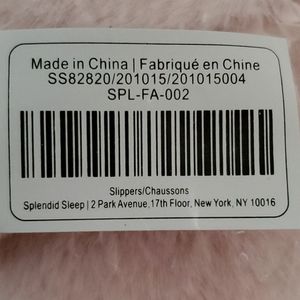 Made in China | Fabriqué en Chine
SS82820/201015/201015004
SPL-FA-002
Slippers/Chaussons
Splendid Sleep | 2 Park Avenue,17th Floor, New York, NY 10016